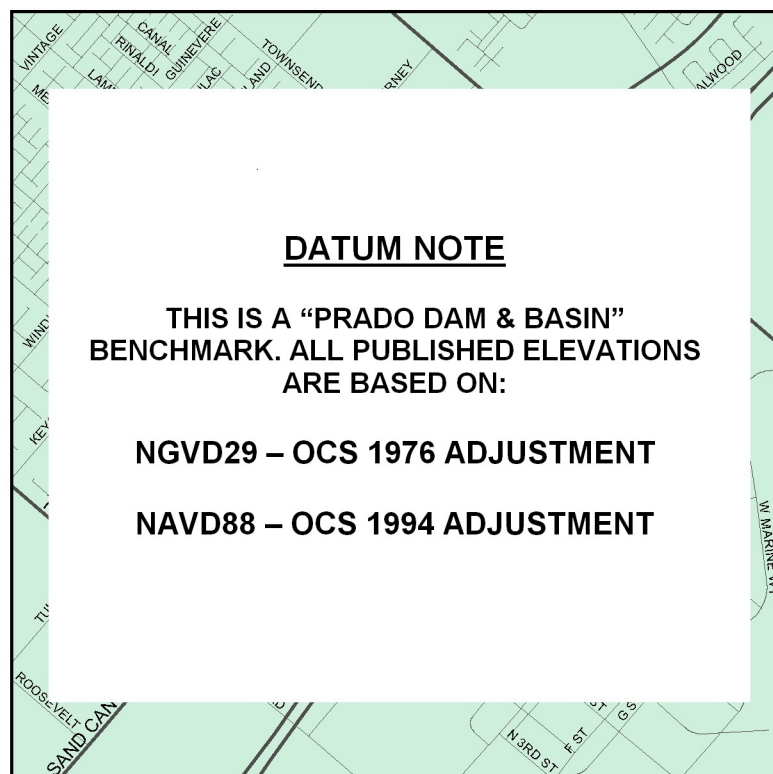 VINTAGE
CANAL
RINALDI
GUINEVERE
TOWNSEND
DATUM NOTE
THIS IS A “PRADO DAM & BASIN”
BENCHMARK. ALL PUBLISHED ELEVATIONS
ARE BASED ON:
NGVD29 – OCS 1976 ADJUSTMENT
NAVD88 – OCS 1994 ADJUSTMENT
W MARINE WY
ROOSEVELT
SAND CAN
N 3RD ST
F ST
G S